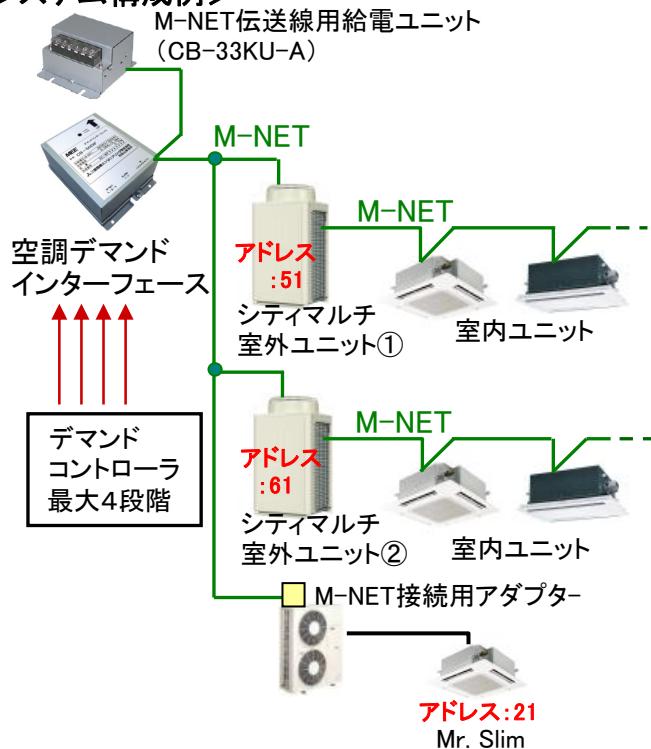 M-NET伝送線用給電ユニット
（CB-33KU-A）
M-NET
空調デマンド
インターフェース
アドレス
:51
M-NET
シティマルチ
室外ユニット①
室内ユニット
デマンド
コントローラ
最大4段階
アドレス
:61
M-NET
シティマルチ
室外ユニット②
室内ユニット
M-NET接続用アダプター
アドレス:21
Mr. Slim